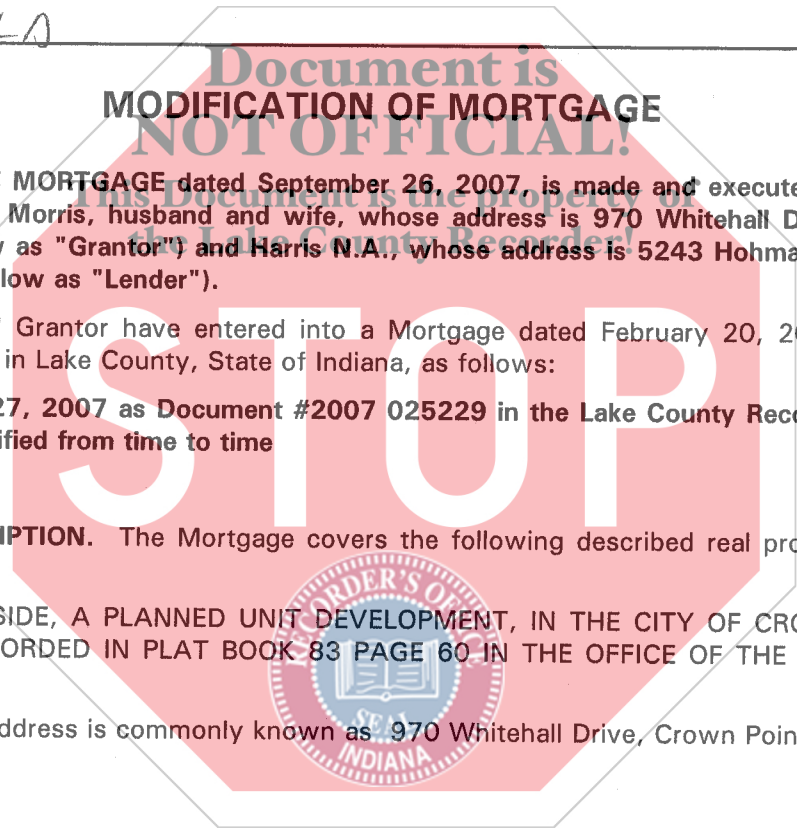 Document is
MODIFICATION OF MORTGAGE
NOT OFFICIAL!
MORTGAGE dated September 26, 2007, is made and execute
This Document is the property of
Morris, husband and wife, whose address is 970 Whitehall D
as "Grantor") and Harris N.A., whose address is 5243 Hohma
the Lake County Recorder!
low as "Lender").
Grantor have entered into a Mortgage dated February 20, 20
in Lake County, State of Indiana, as follows:
27, 2007 as Document #2007 025229 in the Lake County Reco
ified from time to time
STOP
IPTION. The Mortgage covers the following described real pro
SIDE, A PLANNED UNIT DEVELOPMENT, IN THE CITY OF CRO
ORDED IN PLAT BOOK 83 PAGE 60 IN THE OFFICE OF THE
ddress is commonly known as 970 Whitehall Drive, Crown Poin
RECORDER'S OFFICE
SEAL
INDIANA